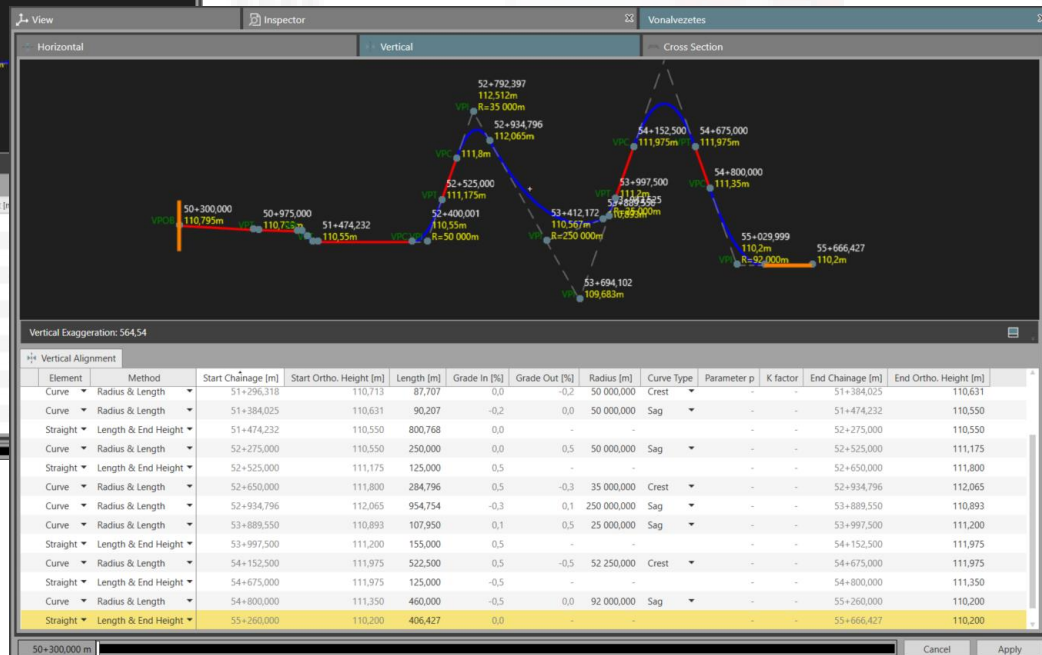 View
Inspector
Vonalvezetes
Horizontal
Vertical
Cross Section
52+792,397
112,512m
VPI
R=35 000m
52+934,796
112,065m
VPC
111,8m
54+152,500
VPC
111,975m
VPT
54+675,000
111,975m
54+800,000
VPC
111,35m
52+525,000
VPT
111,175m
53+997,500
VPT
111,2m
50+300,000
VPOB
110,795m
50+975,000
51+474,232
110,55m
52+400,001
110,55m
VPC
R=50 000m
53+412,172
110,567m
R=250 000m
53+694,102
109,683m
55+029,999
110,2m
R=92,000m
55+666,427
110,2m
Vertical Exaggeration: 564,54
Vertical Alignment
Element Method Start Chainage [m] Start Ortho. Height [m] Length [m] Grade In [%] Grade Out [%] Radius [m] Curve Type Parameter p K factor End Chainage [m] End Ortho. Height [m]
Curve Radius & Length 51+296,318 110,713 87,707 0,0 -0,2 50 000,000 Crest - - 51+384,025 110,631
Curve Radius & Length 51+384,025 110,631 90,207 -0,2 0,0 50 000,000 Sag - - 51+474,232 110,550
Straight Length & End Height 51+474,232 110,550 800,768 0,0 - - - - 52+275,000 110,550
Curve Radius & Length 52+275,000 110,550 250,000 0,0 0,5 50 000,000 Sag - - 52+525,000 111,175
Straight Length & End Height 52+525,000 111,175 125,000 0,5 - - - - 52+650,000 111,800
Curve Radius & Length 52+650,000 111,800 284,796 0,5 -0,3 35 000,000 Crest - - 52+934,796 112,065
Curve Radius & Length 52+934,796 112,065 954,754 -0,3 0,1 250 000,000 Sag - - 53+889,550 110,893
Curve Radius & Length 53+889,550 110,893 107,950 0,1 0,5 25 000,000 Sag - - 53+997,500 111,200
Straight Length & End Height 53+997,500 111,200 155,000 0,5 - - - - 54+152,500 111,975
Curve Radius & Length 54+152,500 111,975 522,500 0,5 -0,5 52 250,000 Crest - - 54+675,000 111,975
Straight Length & End Height 54+675,000 111,975 125,000 -0,5 - - - - 54+800,000 111,350
Curve Radius & Length 54+800,000 111,350 460,000 -0,5 0,0 92 000,000 Sag - - 55+260,000 110,200
Straight Length & End Height 55+260,000 110,200 406,427 0,0 - - - - 55+666,427 110,200
50+300,000 m
Cancel
Apply